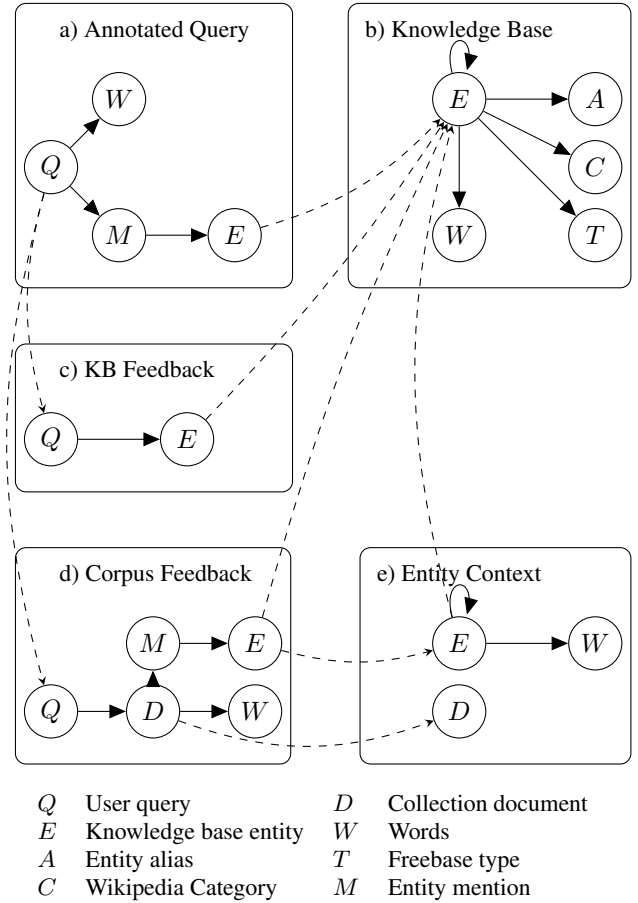 a) Annotated Query
W
Q
M E
b) Knowledge Base
E A
C
W T
c) KB Feedback
Q E
d) Corpus Feedback
M E
Q D W
e) Entity Context
E W
D
Q User query D Collection document
E Knowledge base entity W Words
A Entity alias T Freebase type
C Wikipedia Category M Entity mention